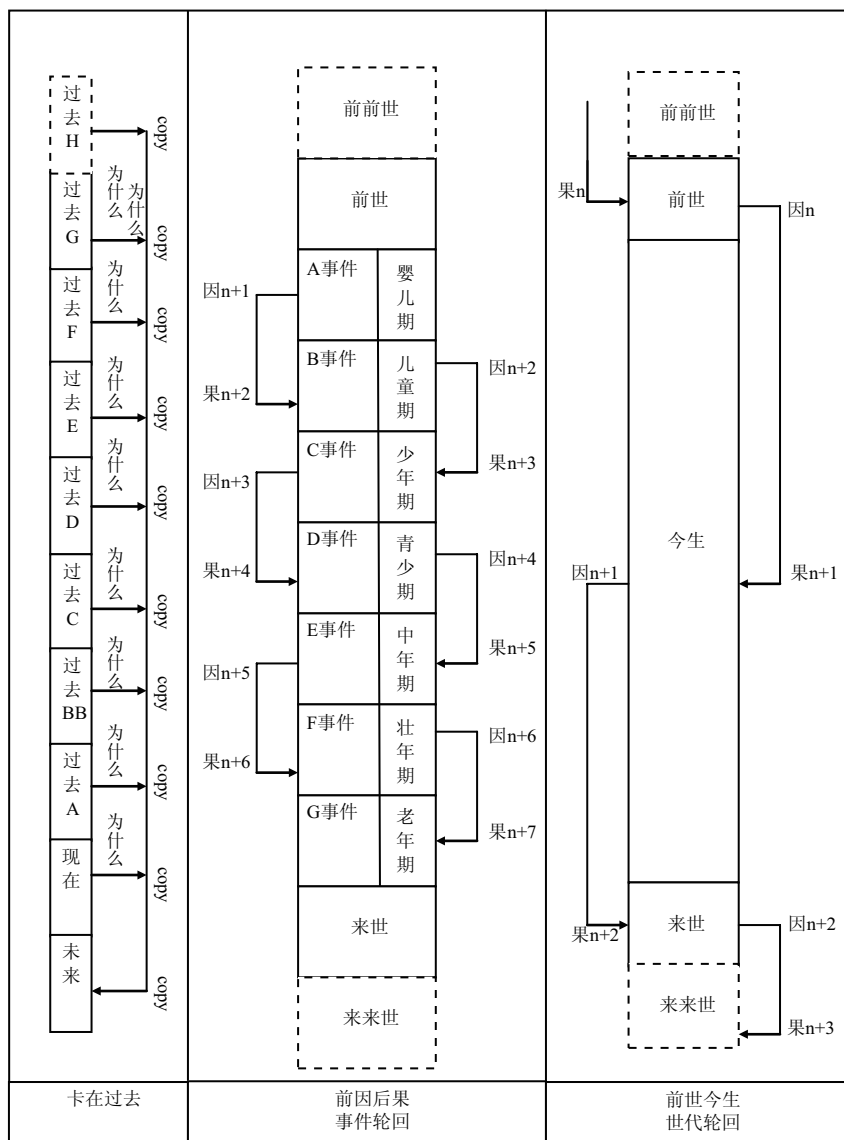 过去H
copy
为什么
为什么
过去G
copy
为什么
过去F
copy
为什么
过去E
copy
为什么
过去D
copy
为什么
过去C
copy
为什么
过去BB
copy
为什么
过去A
copy
为什么
现在
copy
未来
copy
卡在过去
前前世
前世
A事件 婴儿期
因n+1
B事件 儿童期
因n+2
果n+2
C事件 少年期
因n+3
果n+3
D事件 青少期
因n+4
果n+4
E事件 中年期
因n+5
果n+5
F事件 壮年期
因n+6
果n+6
G事件 老年期
果n+7
来世
来来世
前因后果
事件轮回
前前世
果n
前世
因n
今生
因n+1
果n+1
来世
果n+2
因n+2
来来世
果n+3
前世今生
世代轮回